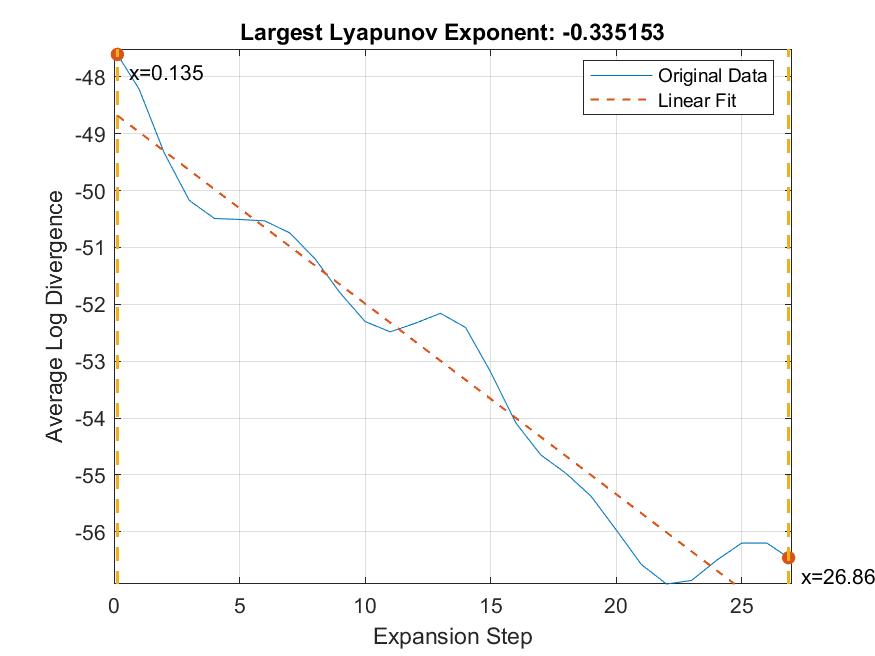 Largest Lyapunov Exponent: -0.335153
x=0.135
Original Data
Linear Fit
-48
-49
-50
-51
-52
-53
-54
-55
-56
Average Log Divergence
x=26.86
0
5
10
15
20
25
Expansion Step